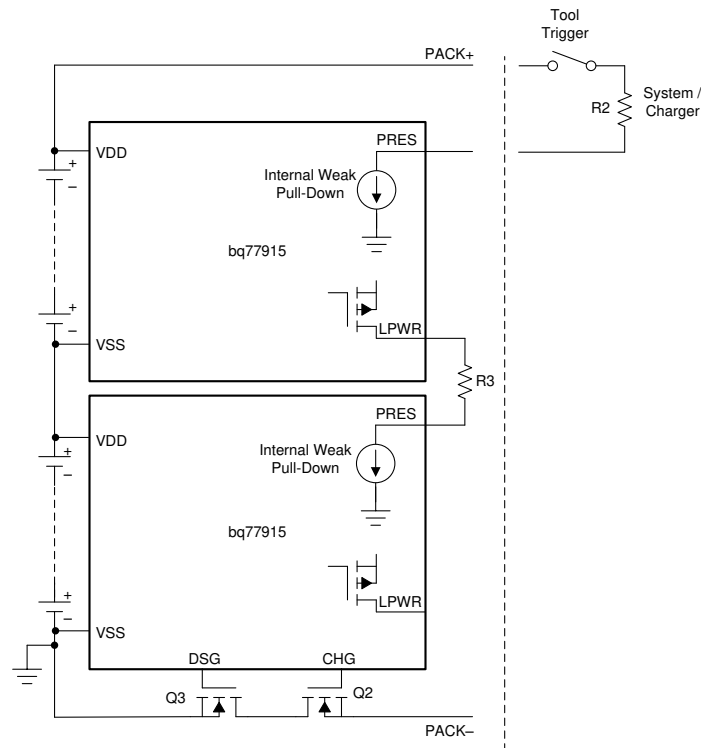 Tool
Trigger
PACK+
R2
System /
Charger
PRES
VDD
+
–
Internal Weak
Pull-Down
bq77915
+
–
LPWR
VSS
R3
PRES
VDD
+
–
Internal Weak
Pull-Down
bq77915
+
–
LPWR
VSS
DSG
CHG
Q3
Q2
PACK–